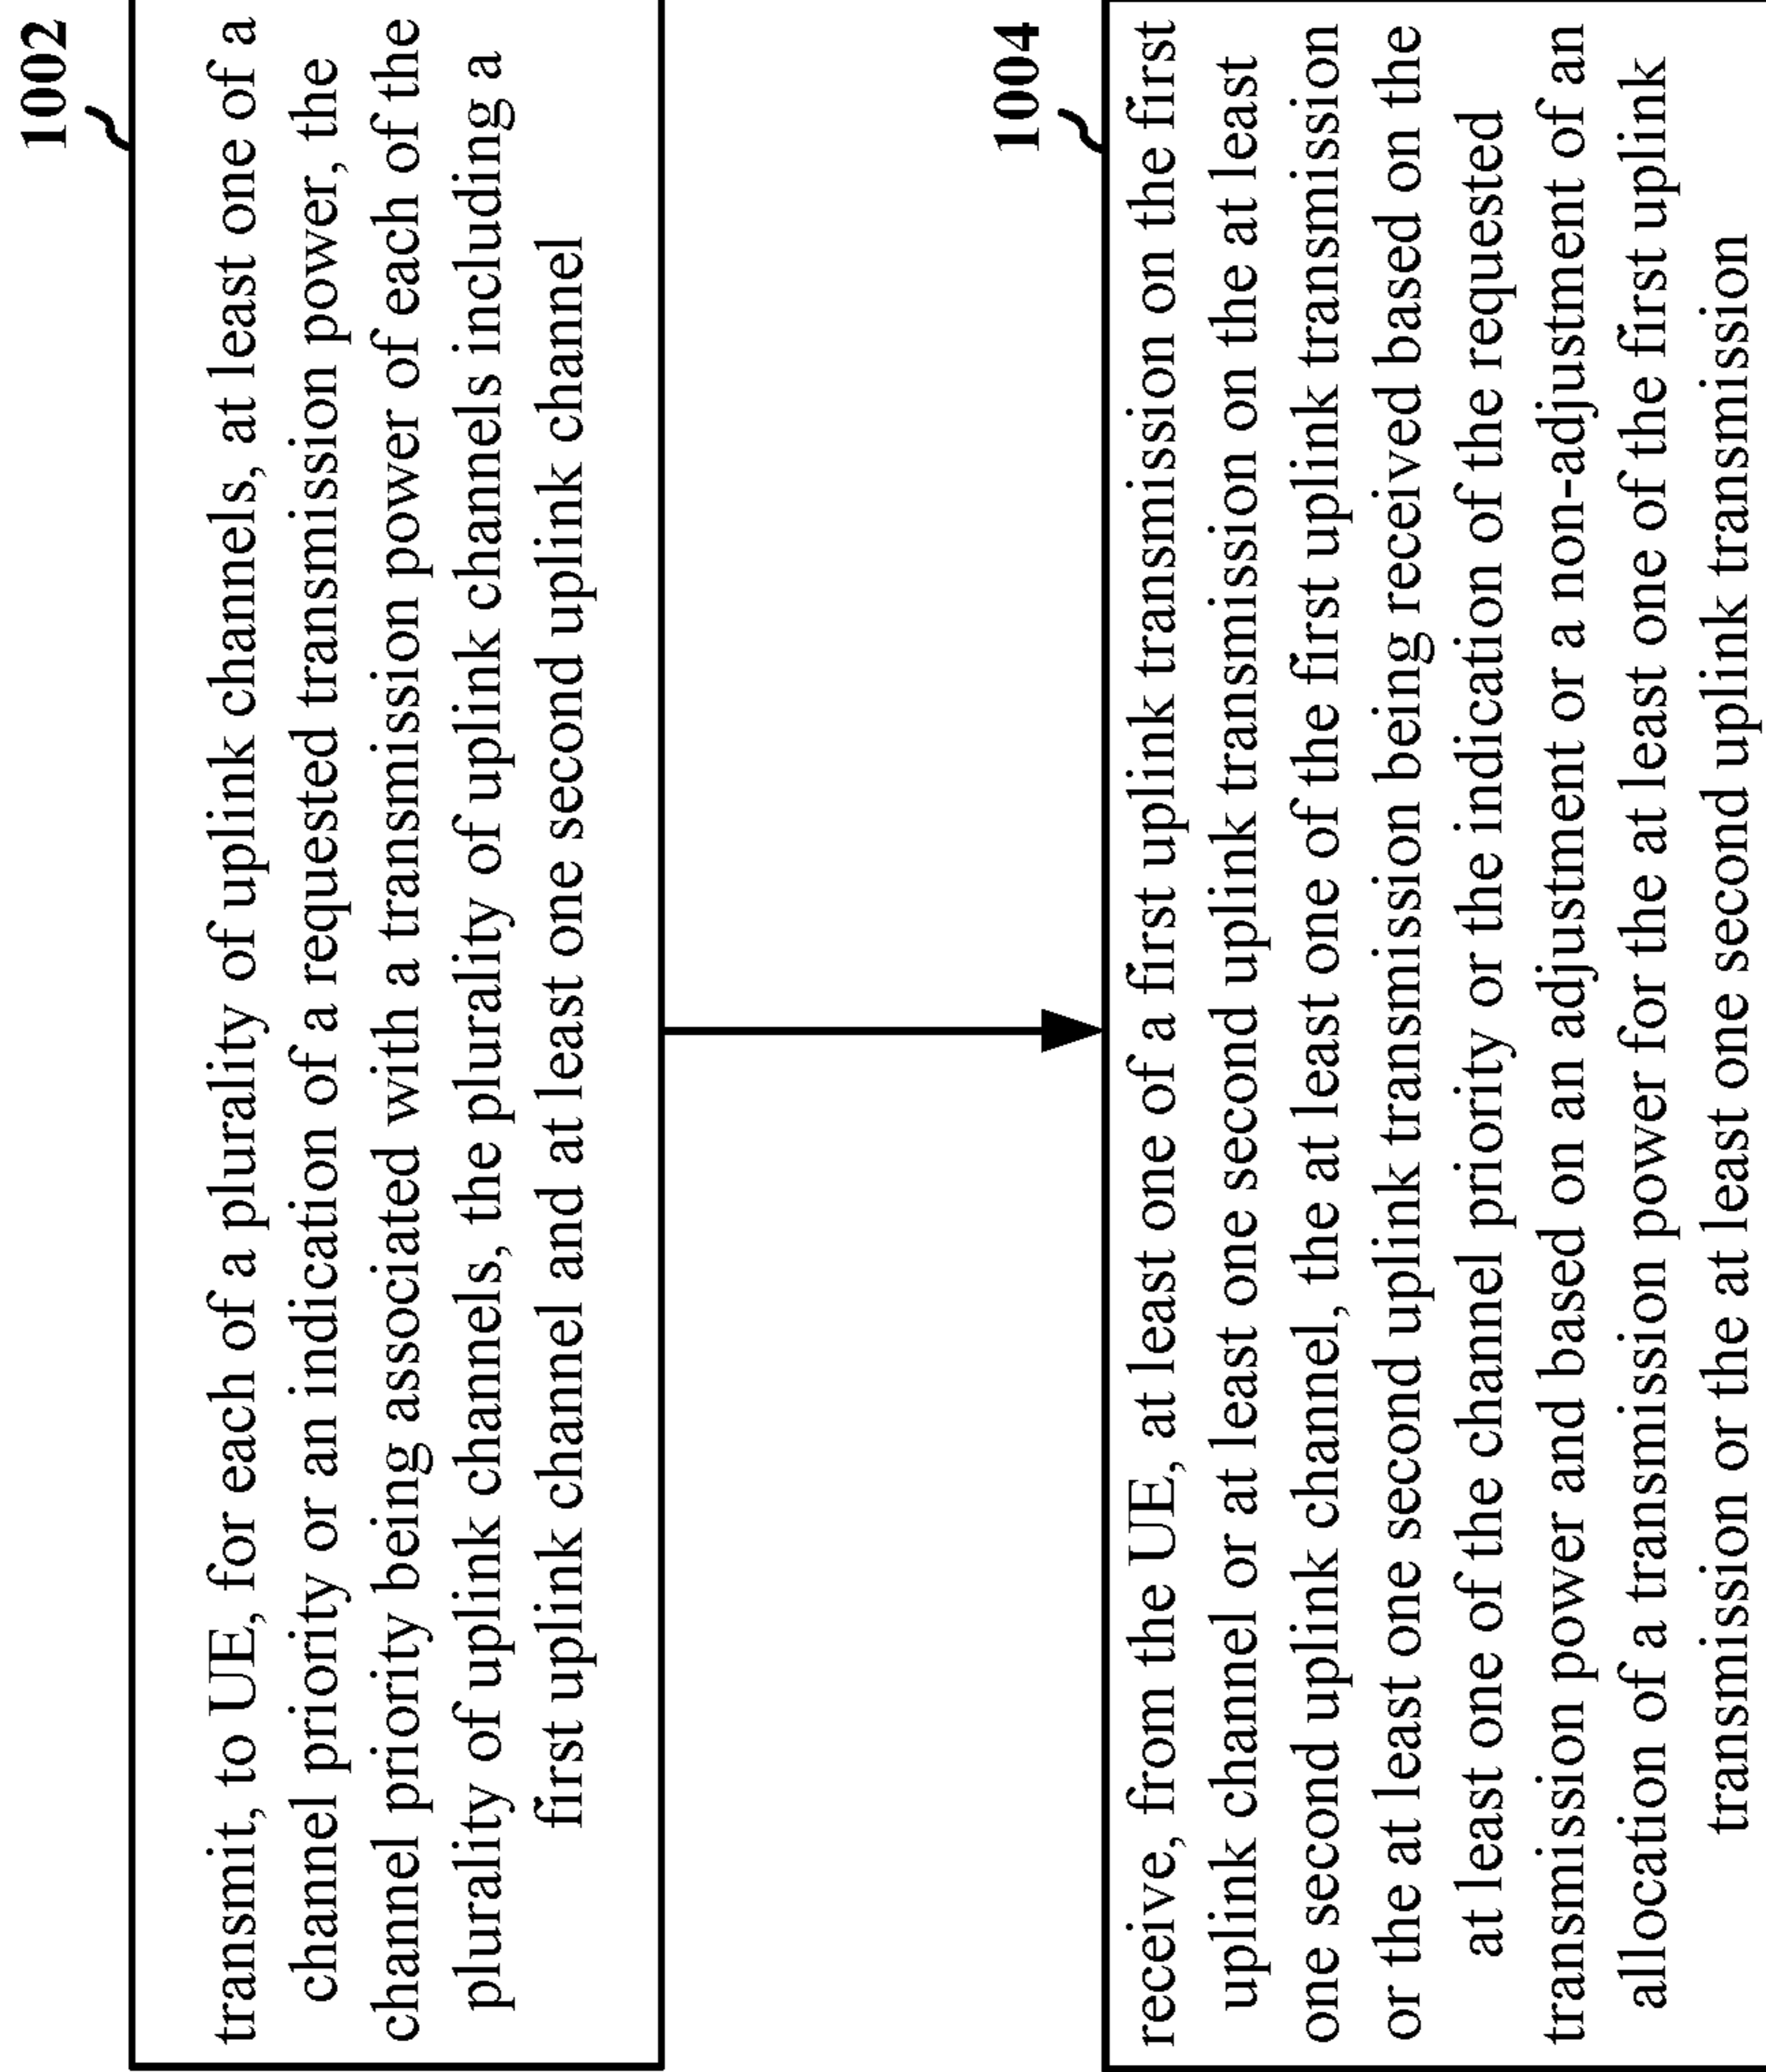 1002
transmit, to UE, for each of a plurality of uplink channels, at least one of a
channel priority or an indication of a requested transmission power, the
channel priority being associated with a transmission power of each of the
plurality of uplink channels, the plurality of uplink channels including a
first uplink channel and at least one second uplink channel
1004
receive, from the UE, at least one of a first uplink transmission on the first
uplink channel or at least one second uplink transmission on the at least
one second uplink channel, the at least one of the first uplink transmission
or the at least one second uplink transmission being received based on the
at least one of the channel priority or the indication of the requested
transmission power and based on an adjustment or a non-adjustment of an
allocation of a transmission power for the at least one of the first uplink
transmission or the at least one second uplink transmission